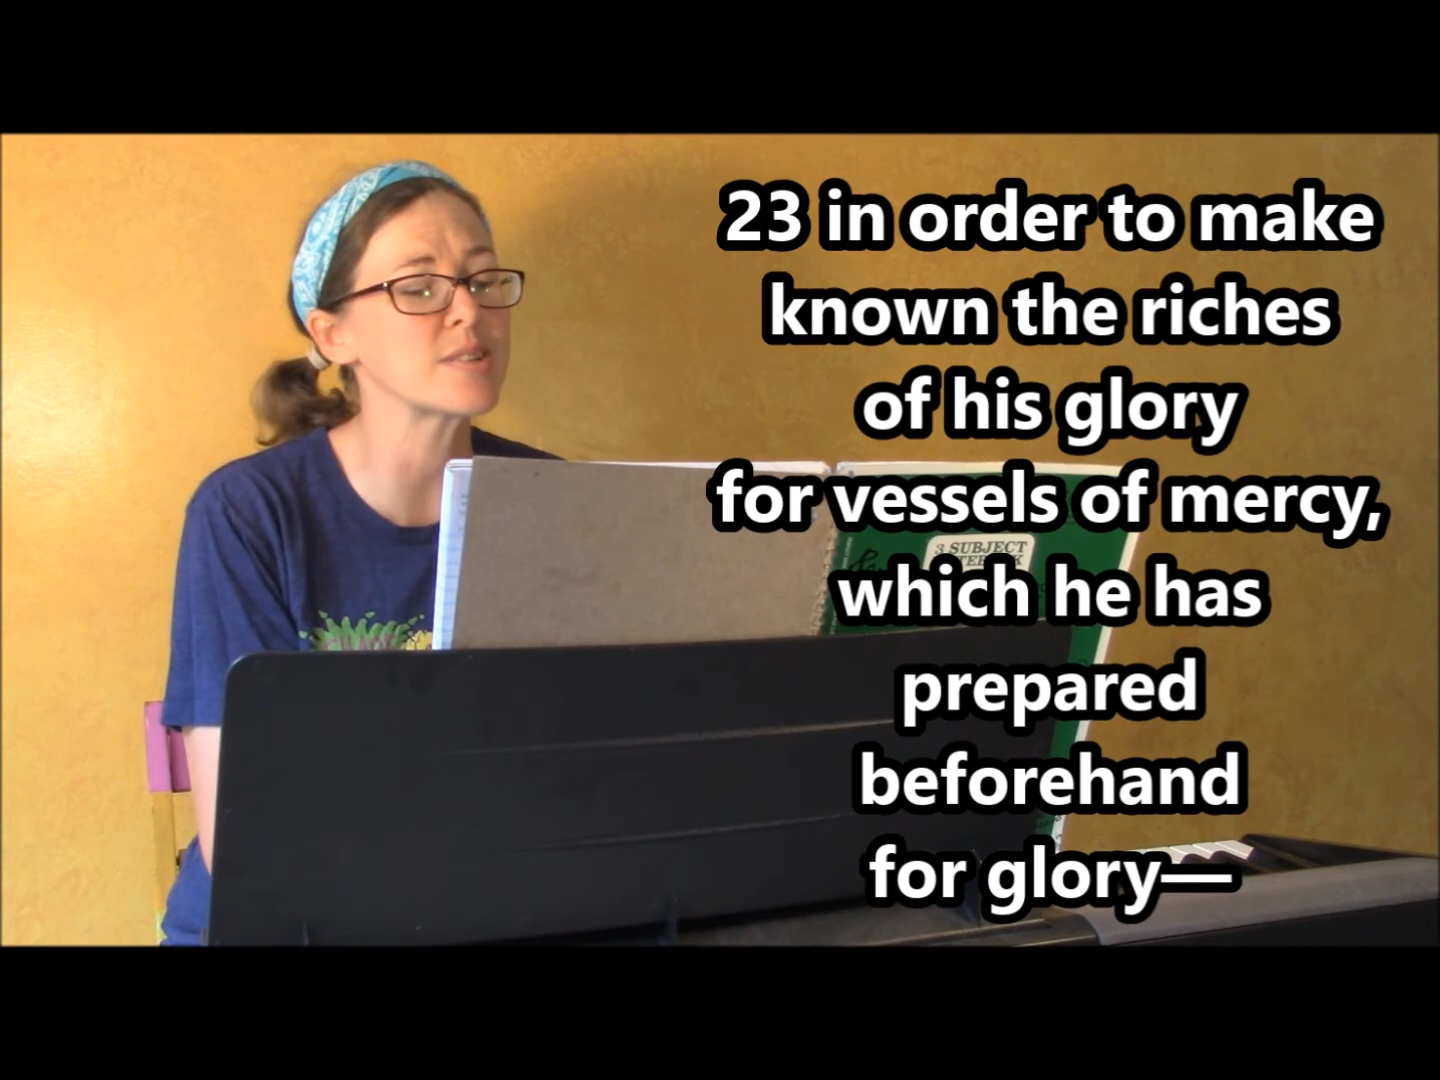 23 in order to make
known the riches
of his glory
for vessels of mercy,
which he has
prepared
beforehand
for glory—
3 SUBJECT